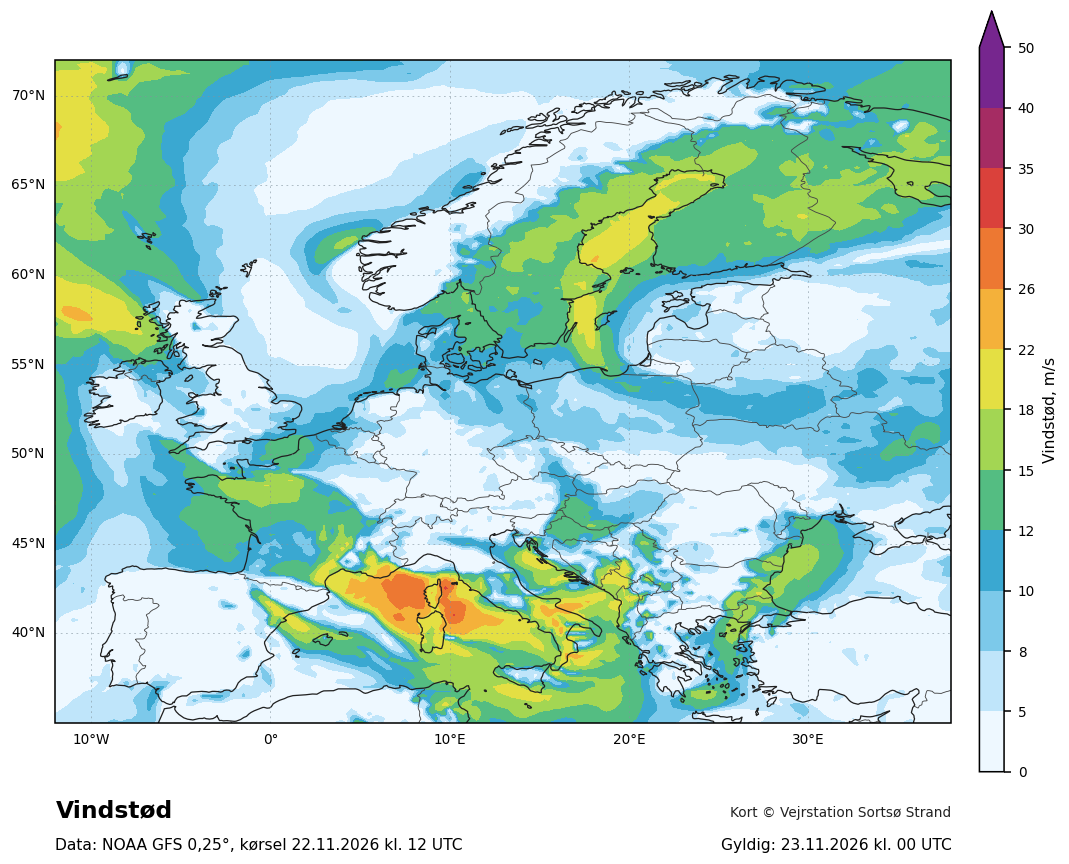 50
40
35
30
26
22
18
15
12
10
8
5
0
Vindstød, m/s
70°N
65°N
60°N
55°N
50°N
45°N
40°N
10°W
0°
10°E
20°E
30°E
Vindstød
Kort © Vejrstation Sortsø Strand
Data: NOAA GFS 0,25°, kørsel 22.11.2026 kl. 12 UTC
Gyldig: 23.11.2026 kl. 00 UTC